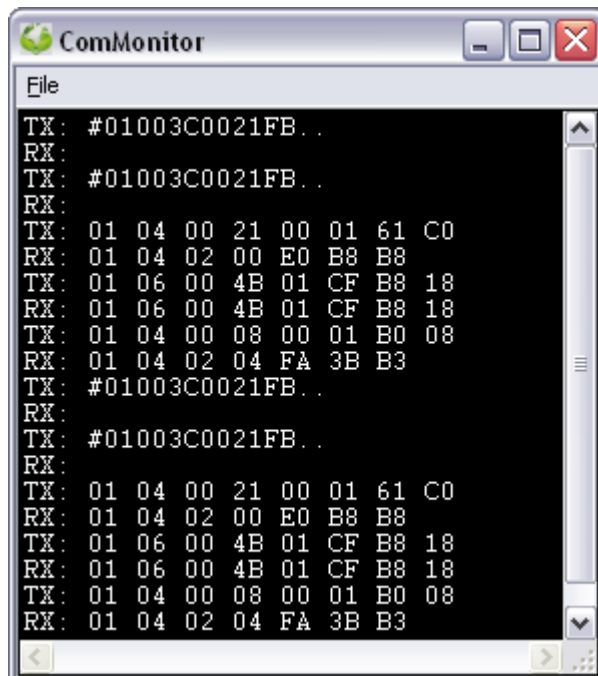 ComMonitor
File
TX: #01003C0021FB..
RX:
TX: #01003C0021FB..
RX:
TX: 01 04 00 21 00 01 61 C0
RX: 01 04 02 00 E0 B8 B8
TX: 01 06 00 4B 01 CF B8 18
RX: 01 06 00 4B 01 CF B8 18
TX: 01 04 00 08 00 01 B0 08
RX: 01 04 02 04 FA 3B B3
TX: #01003C0021FB..
RX:
TX: #01003C0021FB..
RX:
TX: 01 04 00 21 00 01 61 C0
RX: 01 04 02 00 E0 B8 B8
TX: 01 06 00 4B 01 CF B8 18
RX: 01 06 00 4B 01 CF B8 18
TX: 01 04 00 08 00 01 B0 08
RX: 01 04 02 04 FA 3B B3